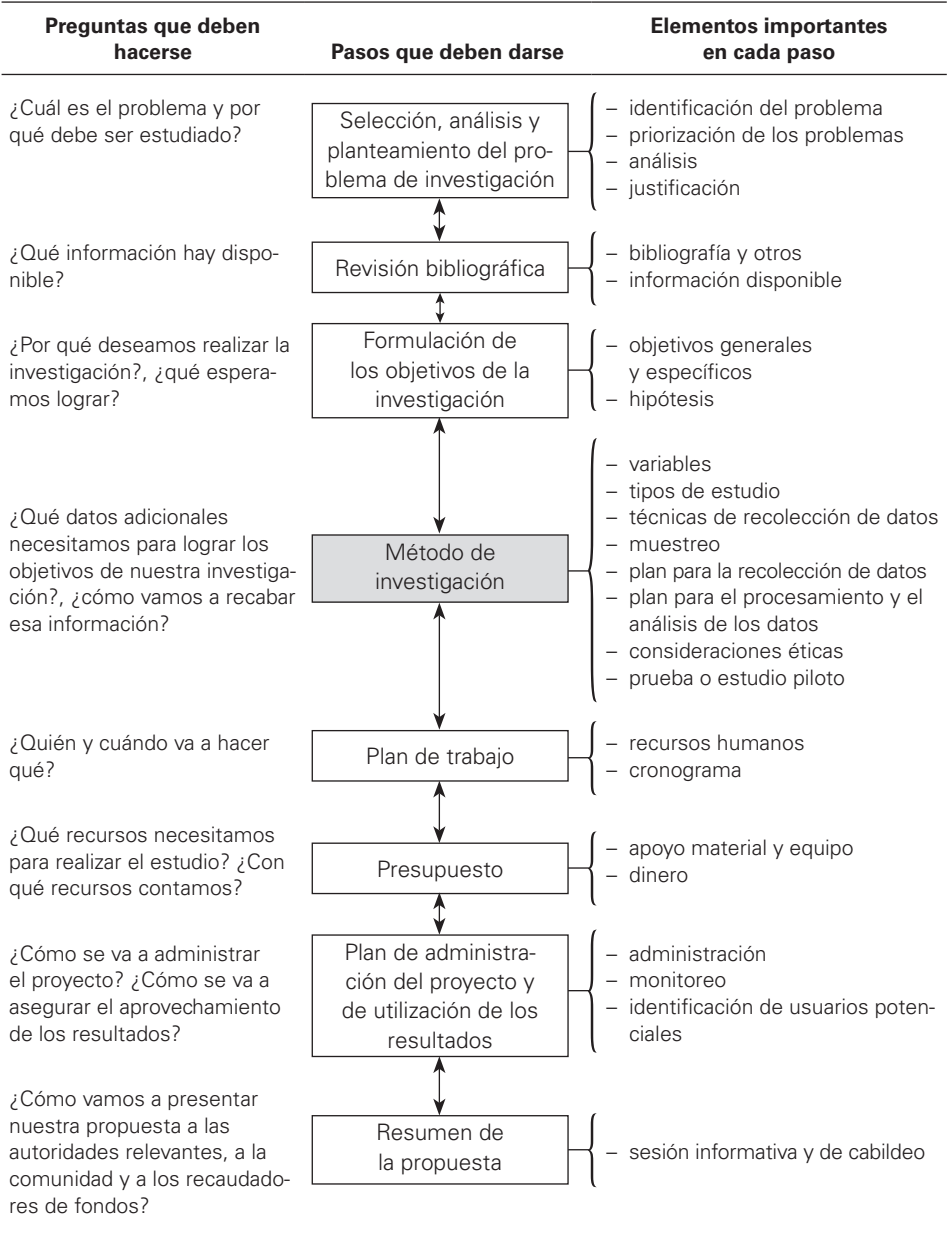 Preguntas que deben
hacerse
Pasos que deben darse
Elementos importantes
en cada paso
¿Cuál es el problema y por
qué debe ser estudiado?
Selección, análisis y
planteamiento del pro-
blema de investigación
– identificación del problema
– priorización de los problemas
– análisis
– justificación
¿Qué información hay dispo-
nible?
Revisión bibliográfica
– bibliografía y otros
– información disponible
¿Por qué deseamos realizar la
investigación?, ¿qué espera-
mos lograr?
Formulación de
los objetivos de la
investigación
– objetivos generales
y específicos
– hipótesis
¿Qué datos adicionales
necesitamos para lograr los
objetivos de nuestra investiga-
ción?, ¿cómo vamos a recabar
esa información?
Método de
investigación
– variables
– tipos de estudio
– técnicas de recolección de datos
– muestreo
– plan para la recolección de datos
– plan para el procesamiento y el
análisis de los datos
– consideraciones éticas
– prueba o estudio piloto
¿Quién y cuándo va a hacer
qué?
Plan de trabajo
– recursos humanos
– cronograma
¿Qué recursos necesitamos
para realizar el estudio? ¿Con
qué recursos contamos?
Presupuesto
– apoyo material y equipo
– dinero
¿Cómo se va a administrar
el proyecto? ¿Cómo se va a
asegurar el aprovechamiento
de los resultados?
Plan de administra-
ción del proyecto y
de utilización de los
resultados
– administración
– monitoreo
– identificación de usuarios poten-
ciales
¿Cómo vamos a presentar
nuestra propuesta a las
autoridades relevantes, a la
comunidad y a los recaudado-
res de fondos?
Resumen de
la propuesta
– sesión informativa y de cabildeo